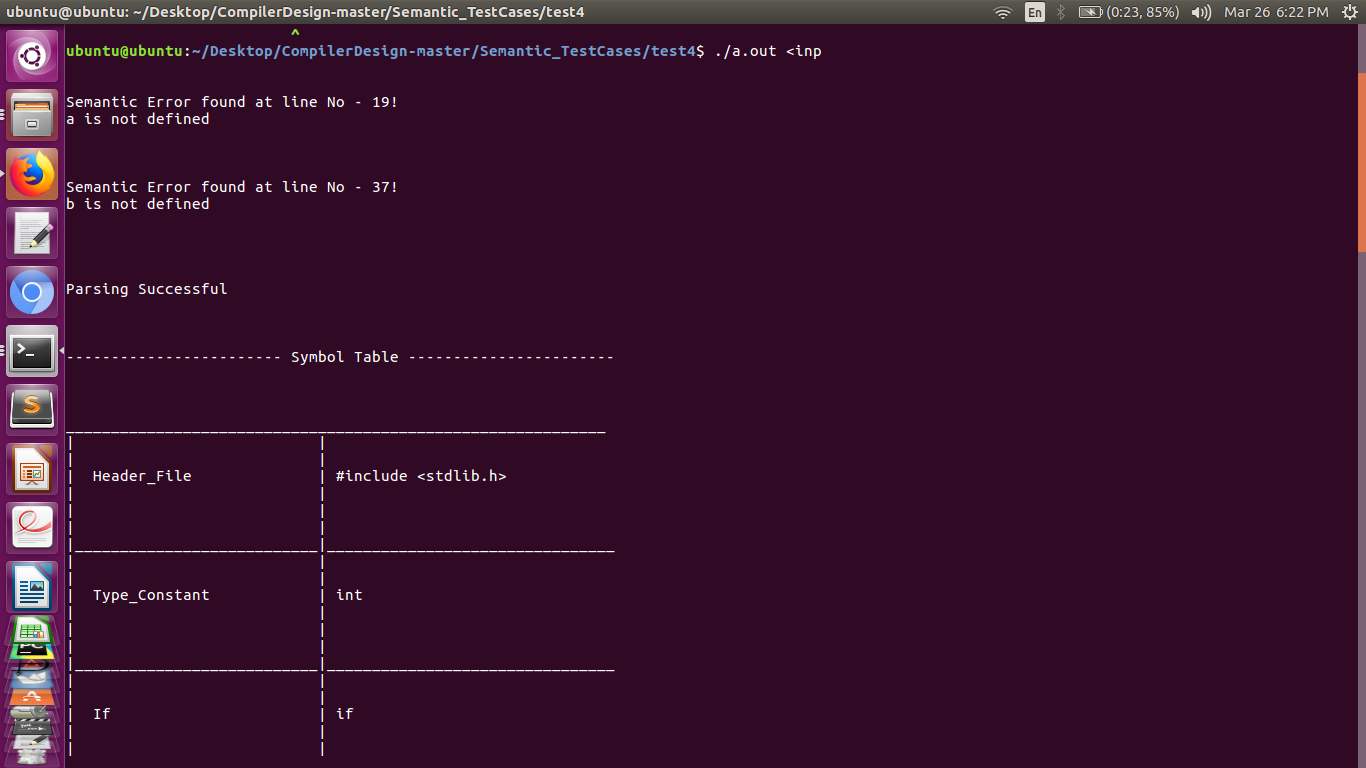 ubuntu@ubuntu: ~/Desktop/CompilerDesign-master/Semantic_TestCases/test4 En (0:23, 85%) Mar 26 6:22 PM
^
ubuntu@ubuntu:~/Desktop/CompilerDesign-master/Semantic_TestCases/test4$ ./a.out <inp
Semantic Error found at line No - 19!
a is not defined
Semantic Error found at line No - 37!
b is not defined
Parsing Successful
------------------------ Symbol Table -----------------------
Header_File | #include <stdlib.h>
Type_Constant | int
If | if